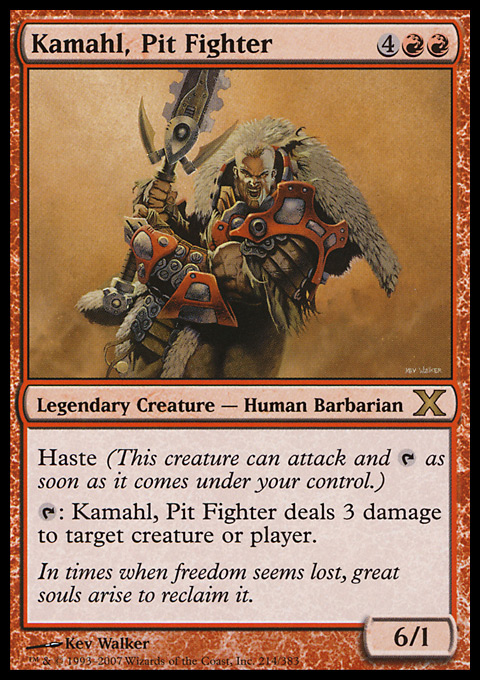 Kamahl, Pit Fighter 4
KEV WALKER
Legendary Creature — Human Barbarian X
Haste (This creature can attack and as
soon as it comes under your control.)
: Kamahl, Pit Fighter deals 3 damage
to target creature or player.
In times when freedom seems lost, great
souls arise to reclaim it.
Kev Walker
™ & © 1993–2007 Wizards of the Coast, Inc. 214/383
6/1